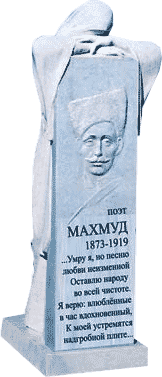 ПОЭТ
МАХМУД
1873-1919
...Умру я, но песню
любви неизменной
Оставлю народу
во всей чистоте.
Я верю: влюблённые
в час вдохновенный,
К моей устремятся
надгробной плите...